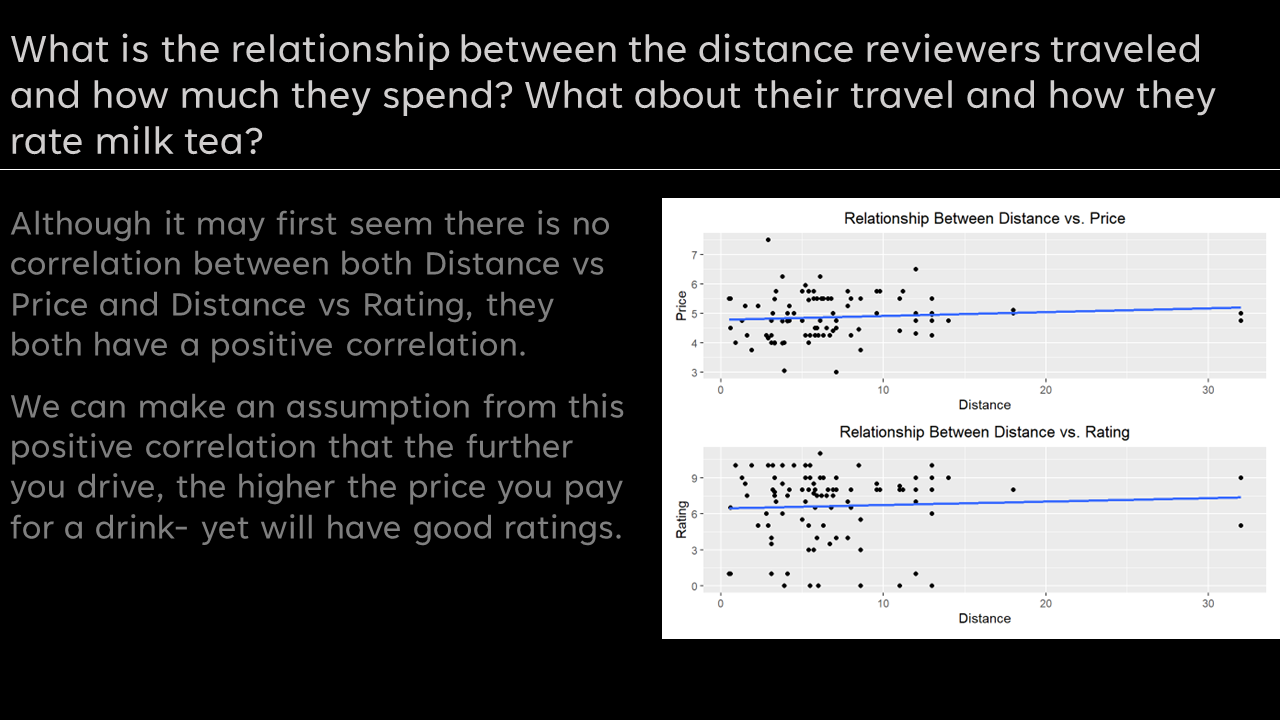 What is the relationship between the distance reviewers traveled
and how much they spend? What about their travel and how they
rate milk tea?
Although it may first seem there is no
correlation between both Distance vs
Price and Distance vs Rating, they
both have a positive correlation.
We can make an assumption from this
positive correlation that the further
you drive, the higher the price you pay
for a drink- yet will have good ratings.
Relationship Between Distance vs. Price
Price
7
6
5
4
3
0 10 20 30
Distance
Relationship Between Distance vs. Rating
Rating
9
6
3
0
0 10 20 30
Distance